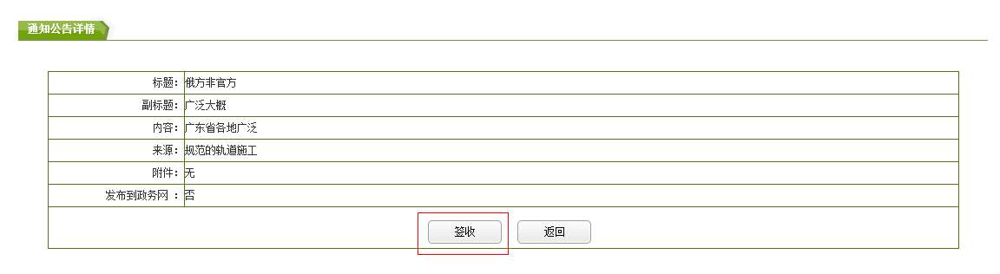 通知公告详情
标题：俄方非官方
副标题：广泛大概
内容：广东省各地广泛
来源：规范的轨道施工
附件：无
发布到政务网 ：否
签收 返回